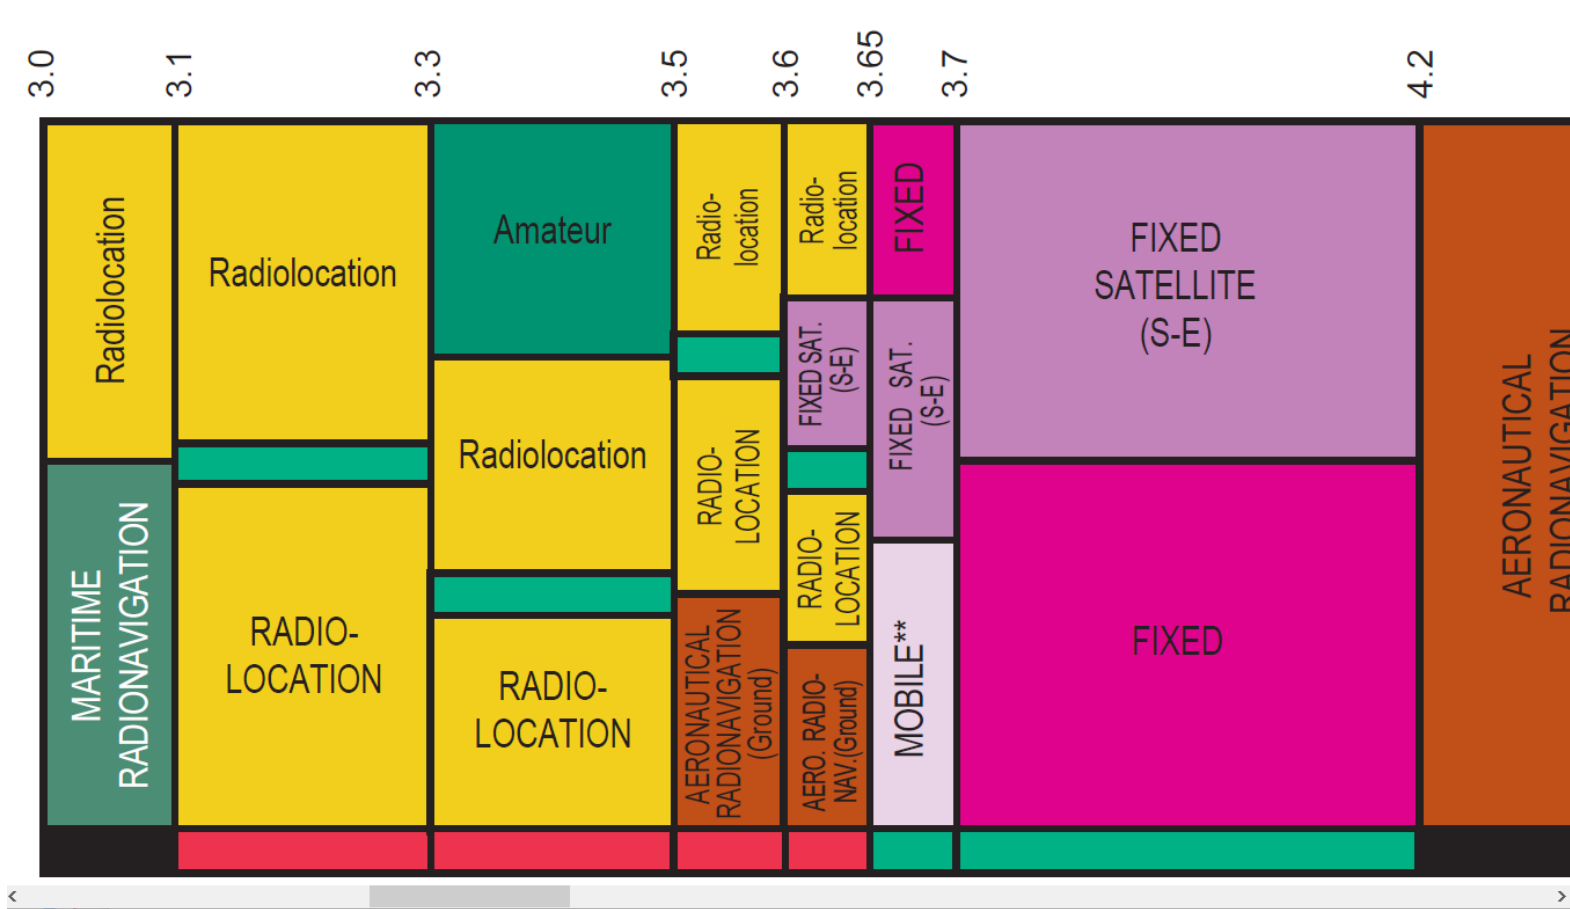 3.0
3.1
3.3
3.5
3.6
3.65
3.7
4.2
Radiolocation
MARITIME
RADIONAVIGATION
Radiolocation
RADIO-
LOCATION
Amateur
Radiolocation
RADIO-
LOCATION
Radio-
location
RADIO-
LOCATION
AERONAUTICAL
RADIONAVIGATION
(Ground)
Radio-
location
FIXED SAT.
(S-E)
RADIO-
LOCATION
AERO. RADIO-
NAV.(Ground)
FIXED
FIXED SAT.
(S-E)
MOBILE**
FIXED
SATELLITE
(S-E)
FIXED
AERONAUTICAL
RADIONAVIGATION